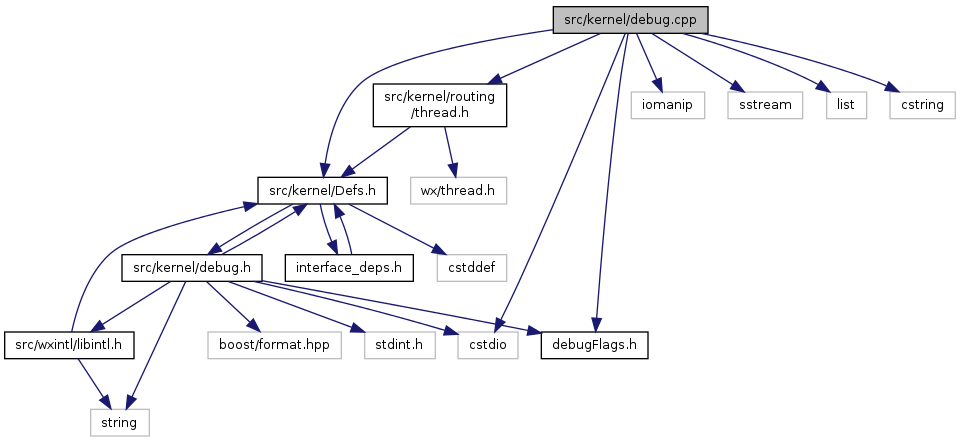 src/kernel/debug.cpp
src/kernel/routing
/thread.h
iomanip
sstream
list
cstring
src/kernel/Defs.h
wx/thread.h
src/kernel/debug.h
interface_deps.h
cstddef
src/wxintl/libintl.h
boost/format.hpp
stdint.h
cstdio
debugFlags.h
string